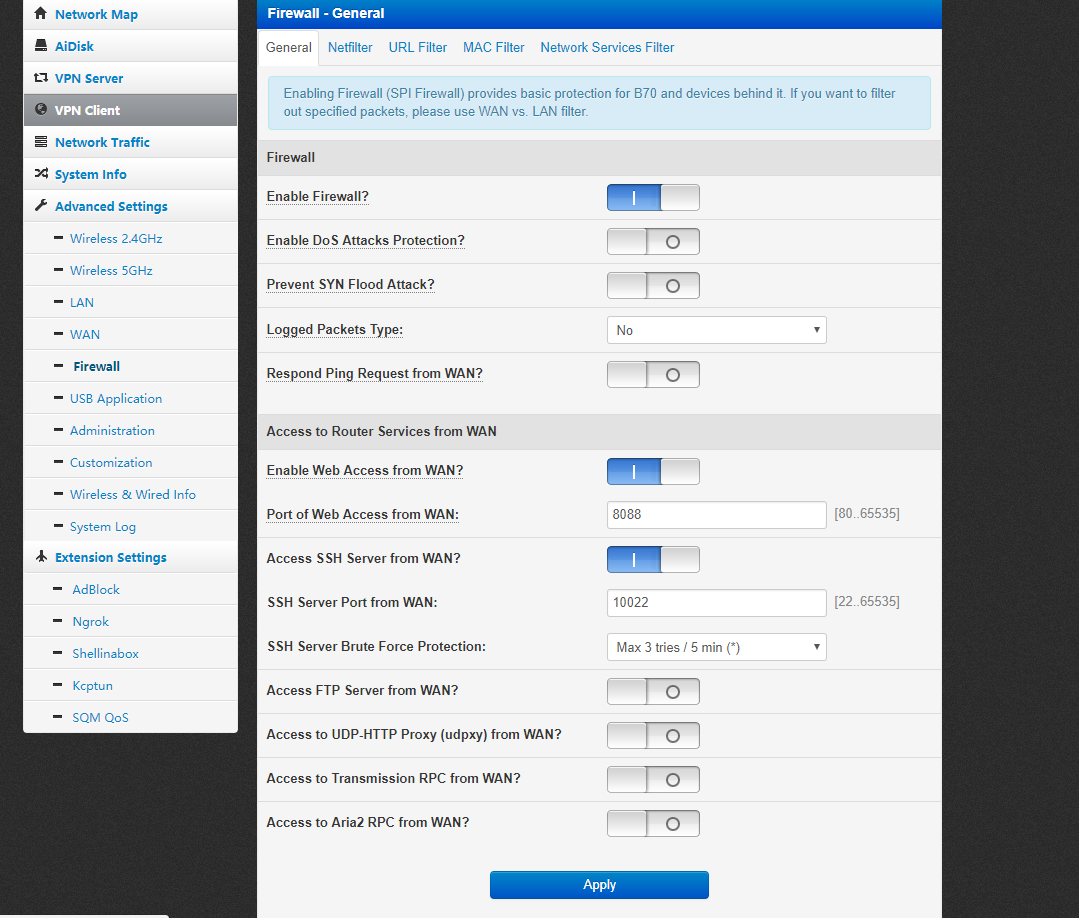 Network Map
AiDisk
VPN Server
VPN Client
Network Traffic
System Info
Advanced Settings
Wireless 2.4GHz
Wireless 5GHz
LAN
WAN
Firewall
USB Application
Administration
Customization
Wireless & Wired Info
System Log
Extension Settings
AdBlock
Ngrok
Shellinabox
Kcptun
SQM QoS
Firewall - General
General Netfilter URL Filter MAC Filter Network Services Filter
Enabling Firewall (SPI Firewall) provides basic protection for B70 and devices behind it. If you want to filter
out specified packets, please use WAN vs. LAN filter.
Firewall
Enable Firewall?
Enable DoS Attacks Protection?
Prevent SYN Flood Attack?
Logged Packets Type: No
Respond Ping Request from WAN?
Access to Router Services from WAN
Enable Web Access from WAN?
Port of Web Access from WAN: 8088 [80..65535]
Access SSH Server from WAN?
SSH Server Port from WAN: 10022 [22..65535]
SSH Server Brute Force Protection: Max 3 tries / 5 min (*)
Access FTP Server from WAN?
Access to UDP-HTTP Proxy (udpxy) from WAN?
Access to Transmission RPC from WAN?
Access to Aria2 RPC from WAN?
Apply